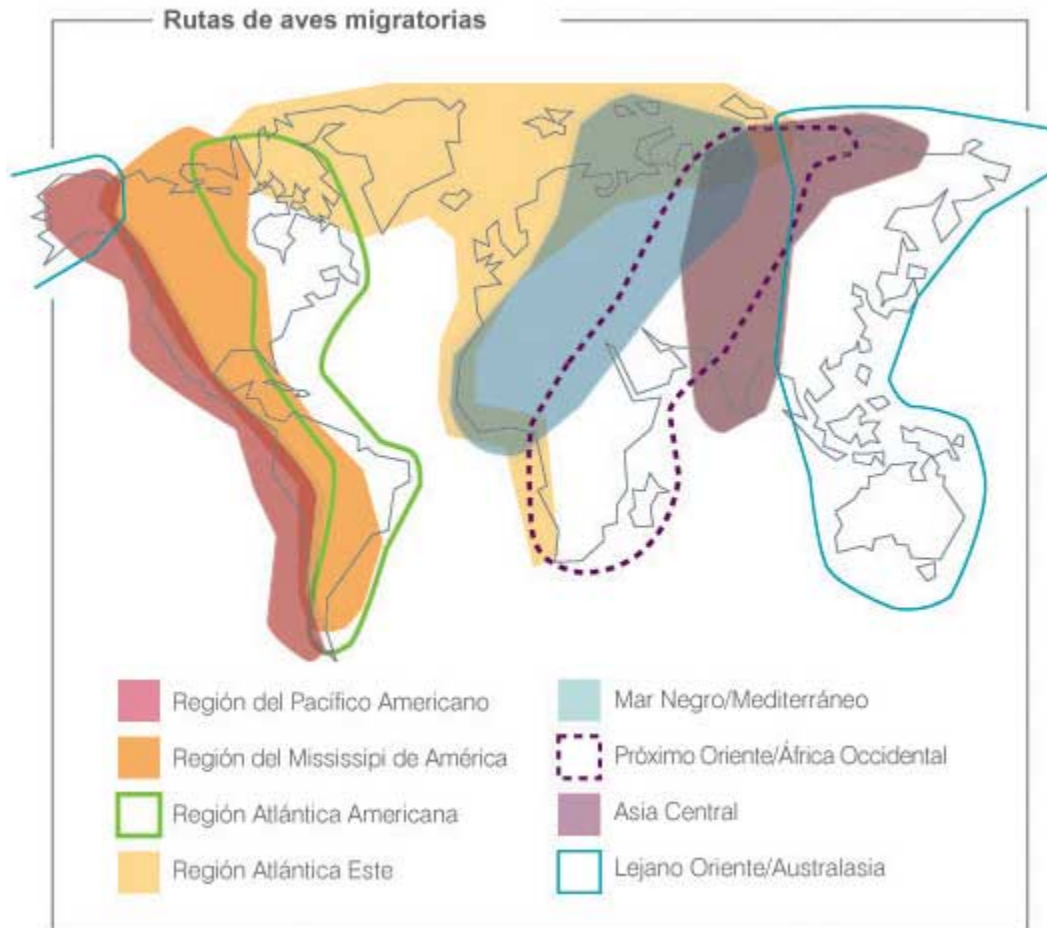 Rutas de aves migratorias
Región del Pacífico Americano
Región del Mississipi de América
Región Atlántica Americana
Región Atlántica Este
Mar Negro/Mediterráneo
Próximo Oriente/África Occidental
Asia Central
Lejano Oriente/Australasia